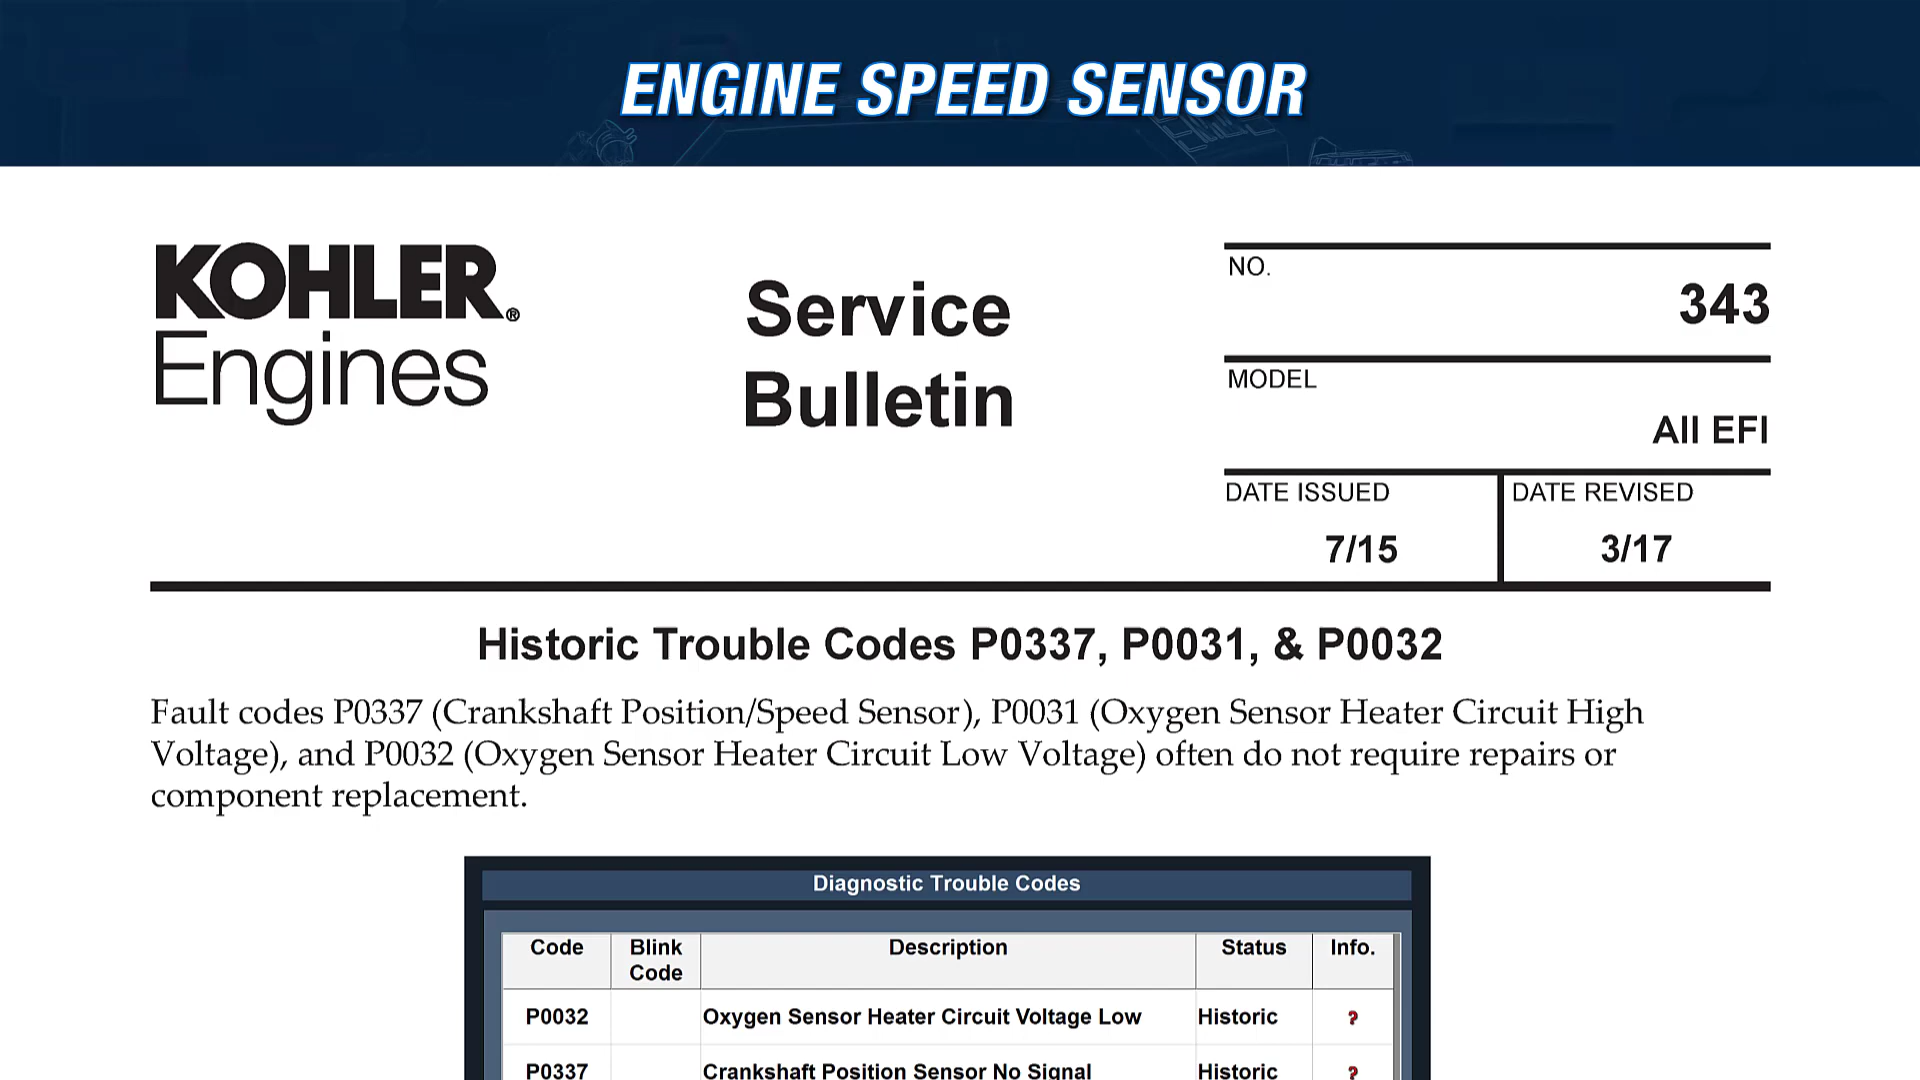 ENGINE SPEED SENSOR
KOHLER®
Engines
Service
Bulletin
NO.
343
MODEL
All EFI
DATE ISSUED
7/15
DATE REVISED
3/17
Historic Trouble Codes P0337, P0031, & P0032
Fault codes P0337 (Crankshaft Position/Speed Sensor), P0031 (Oxygen Sensor Heater Circuit High
Voltage), and P0032 (Oxygen Sensor Heater Circuit Low Voltage) often do not require repairs or
component replacement.
Diagnostic Trouble Codes
Code Blink Code Description Status Info.
P0032 Oxygen Sensor Heater Circuit Voltage Low Historic ?
P0337 Crankshaft Position Sensor No Signal Historic ?